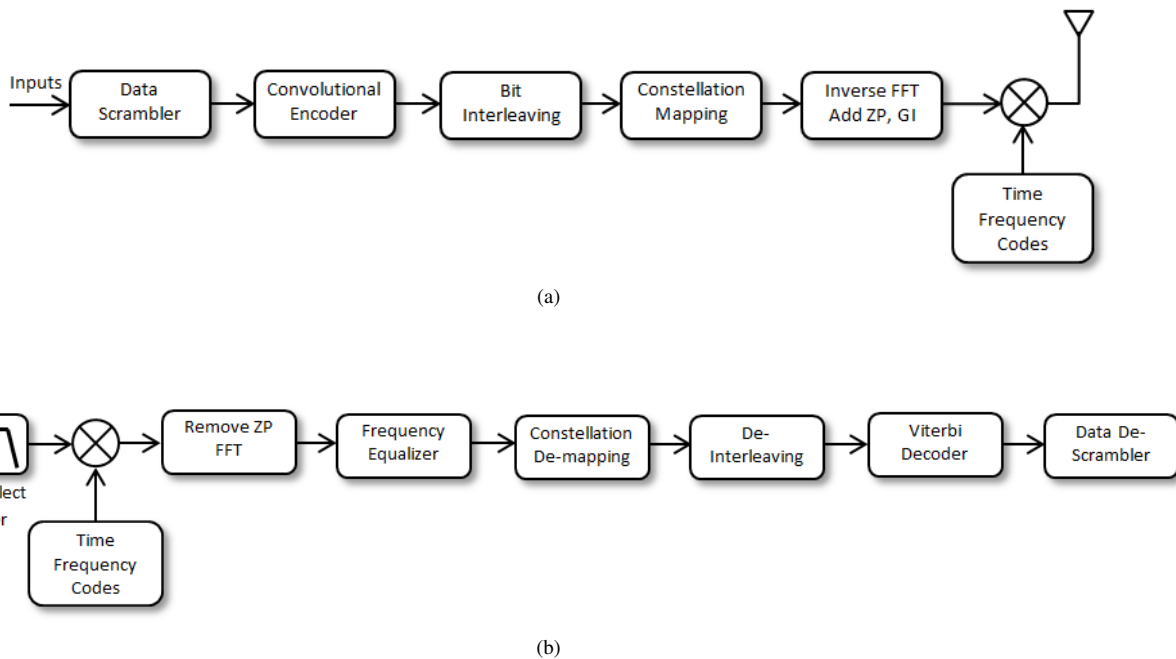 Inputs
Data
Scrambler
Convolutional
Encoder
Bit
Interleaving
Constellation
Mapping
Inverse FFT
Add ZP, GI
Time
Frequency
Codes
(a)
Remove ZP
FFT
Frequency
Equalizer
Constellation
De-mapping
De-
Interleaving
Viterbi
Decoder
Data De-
Scrambler
lect
er
Time
Frequency
Codes
(b)